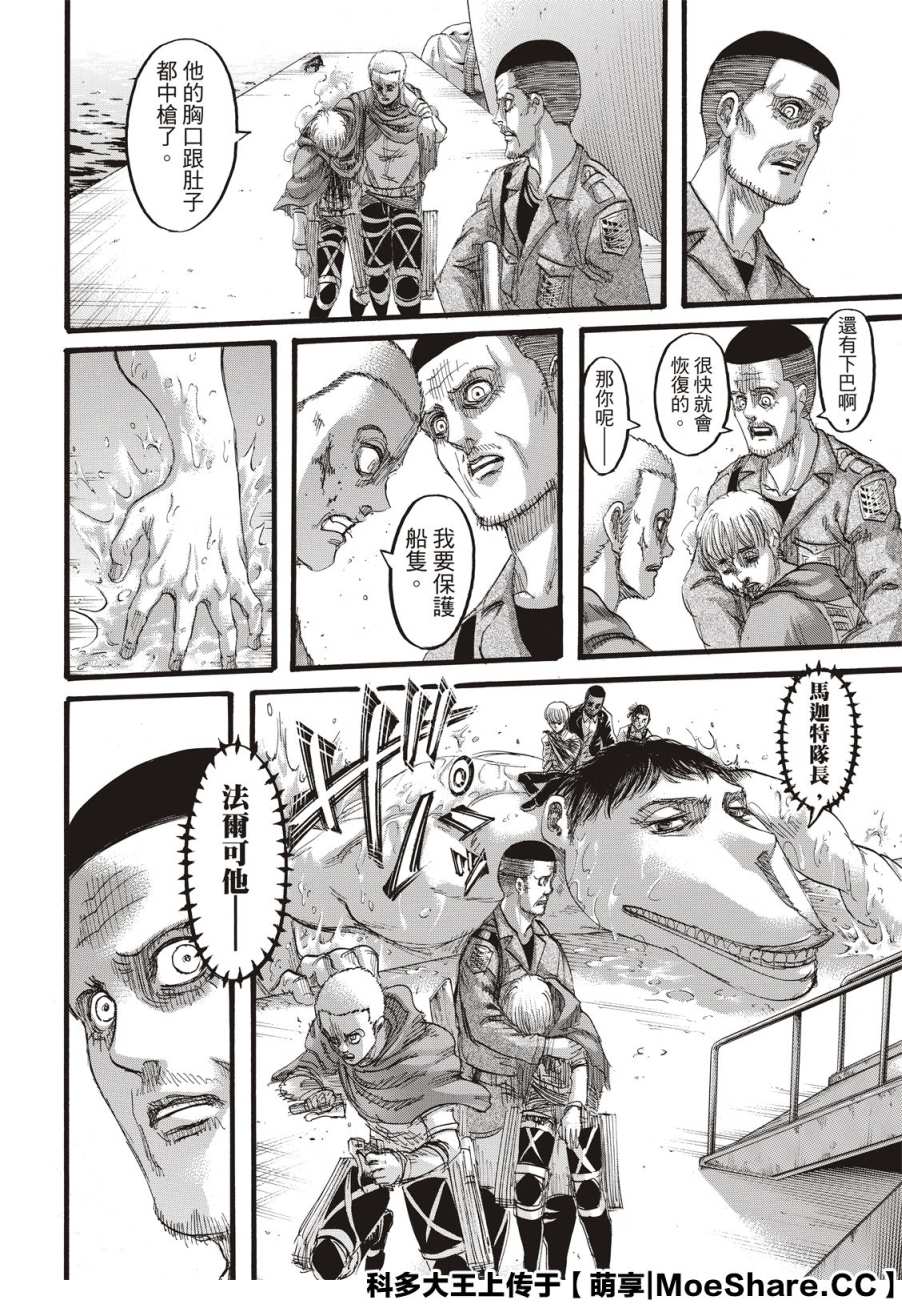 他的胸口跟肚子
都中槍了。
還有下巴啊，
很快就會
恢復的。
那你呢——
我要保護
船隻。
馬迦特隊長，
法爾可他——
科多大王上传于【 萌享|MoeShare.CC】